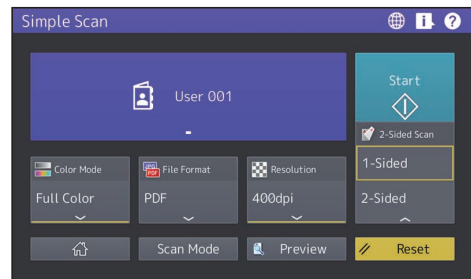 Simple Scan
User 001
-
Start
2-Sided Scan
1-Sided
2-Sided
Color Mode
Full Color
File Format
PDF
Resolution
400dpi
Scan Mode
Preview
Reset